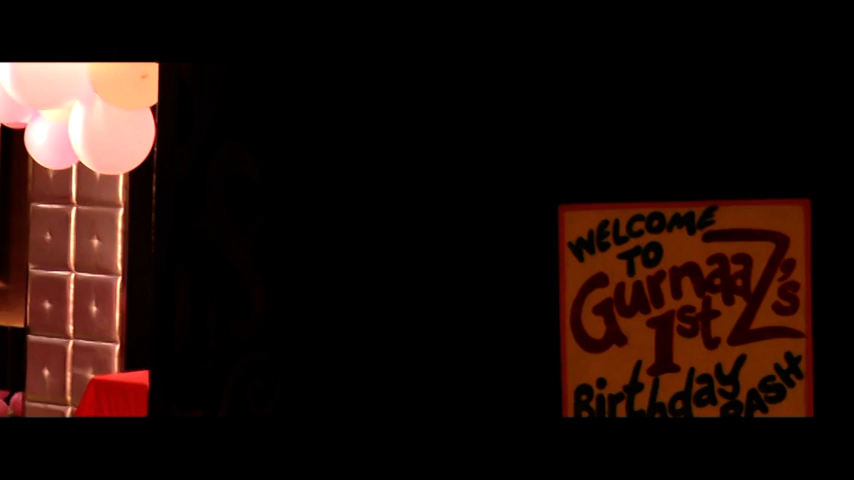 WELCOME
TO
GurnaaZ's
1st
Birthday
BASH